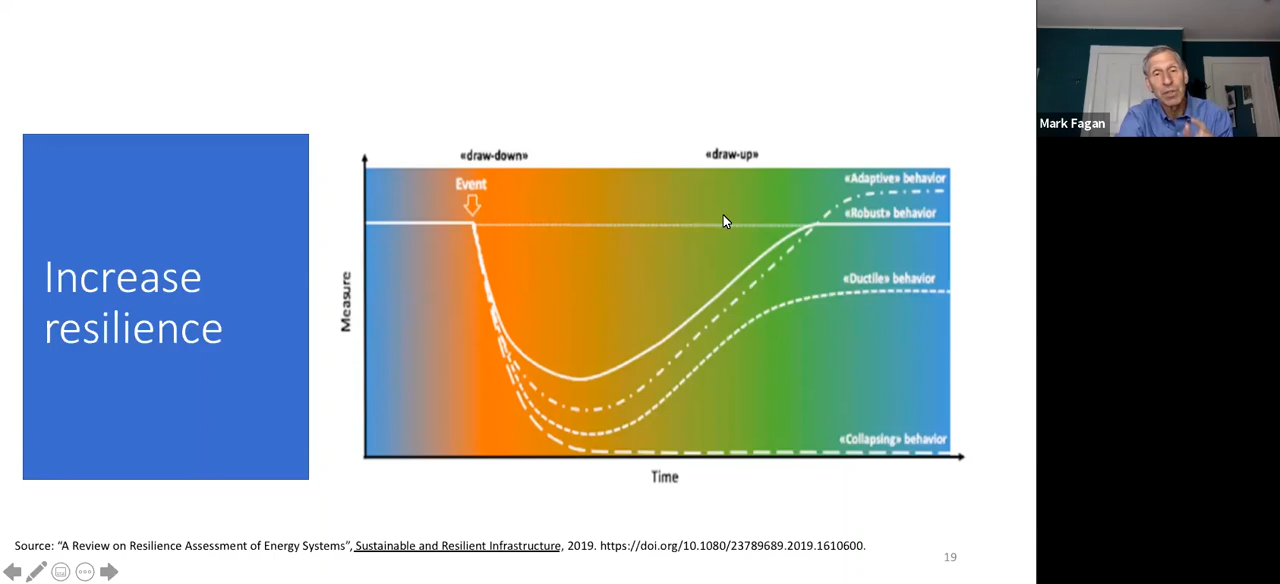 Increase
resilience
«draw-down»
«draw-up»
Event
«Adaptive» behavior
«Robust» behavior
«Ductile» behavior
«Collapsing» behavior
Measure
Time
Source: “A Review on Resilience Assessment of Energy Systems”, Sustainable and Resilient Infrastructure, 2019. https://doi.org/10.1080/23789689.2019.1610600.
19
Mark Fagan